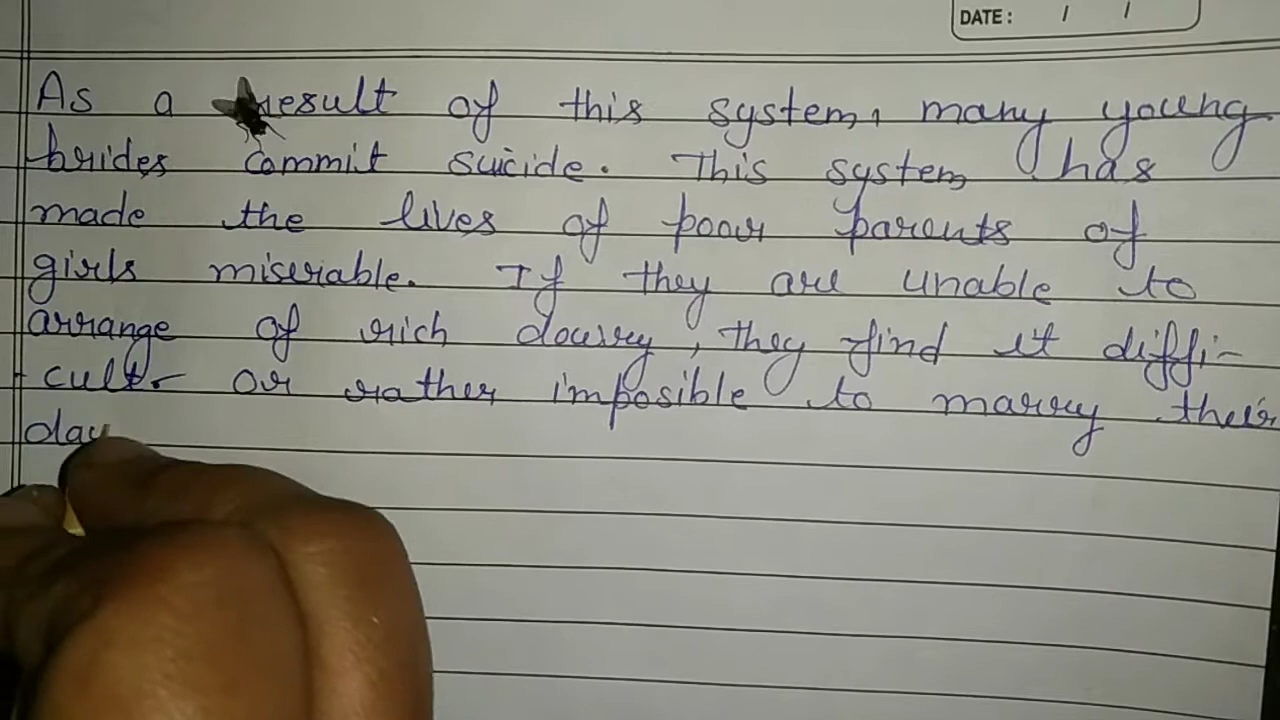 DATE: / /
As a result of this system, many young
brides commit suicide. This system has
made the lives of poor parents of
girls miserable. If they are unable to
arrange of rich dowry, they find it diffi-
cult or rather imposible to marry their
dau